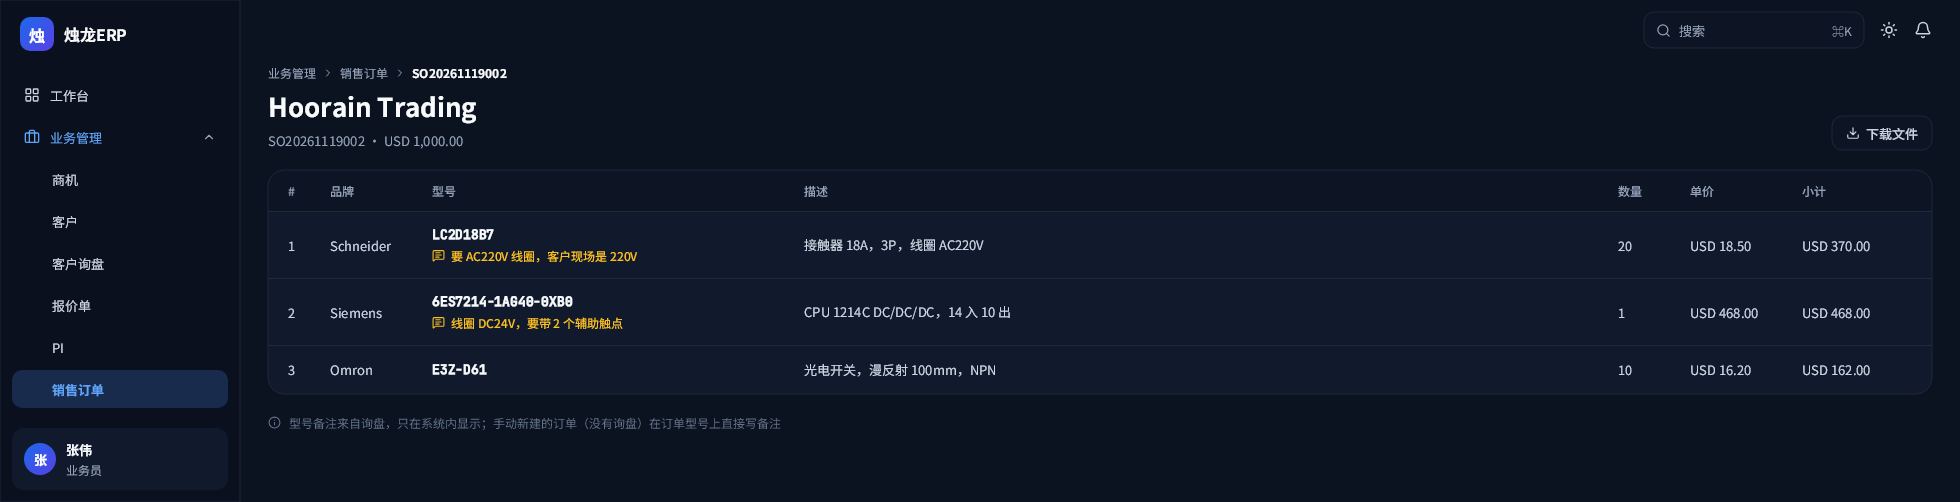 烛 烛龙ERP
搜索 ⌘K
工作台
业务管理
商机
客户
客户询盘
报价单
PI
销售订单
张 张伟
业务员
业务管理 > 销售订单 > SO20261119002
Hoorain Trading
SO20261119002 • USD 1,000.00
下载文件
# 品牌 型号 描述 数量 单价 小计
1 Schneider LC2D18B7 接触器 18A，3P，线圈 AC220V 20 USD 18.50 USD 370.00
要 AC220V 线圈，客户现场是 220V
2 Siemens 6ES7214-1AG40-0XB0 CPU 1214C DC/DC/DC，14 入 10 出 1 USD 468.00 USD 468.00
线圈 DC24V，要带 2 个辅助触点
3 Omron E3Z-D61 光电开关，漫反射 100mm，NPN 10 USD 16.20 USD 162.00
型号备注来自询盘，只在系统内显示；手动新建的订单（没有询盘）在订单型号上直接写备注